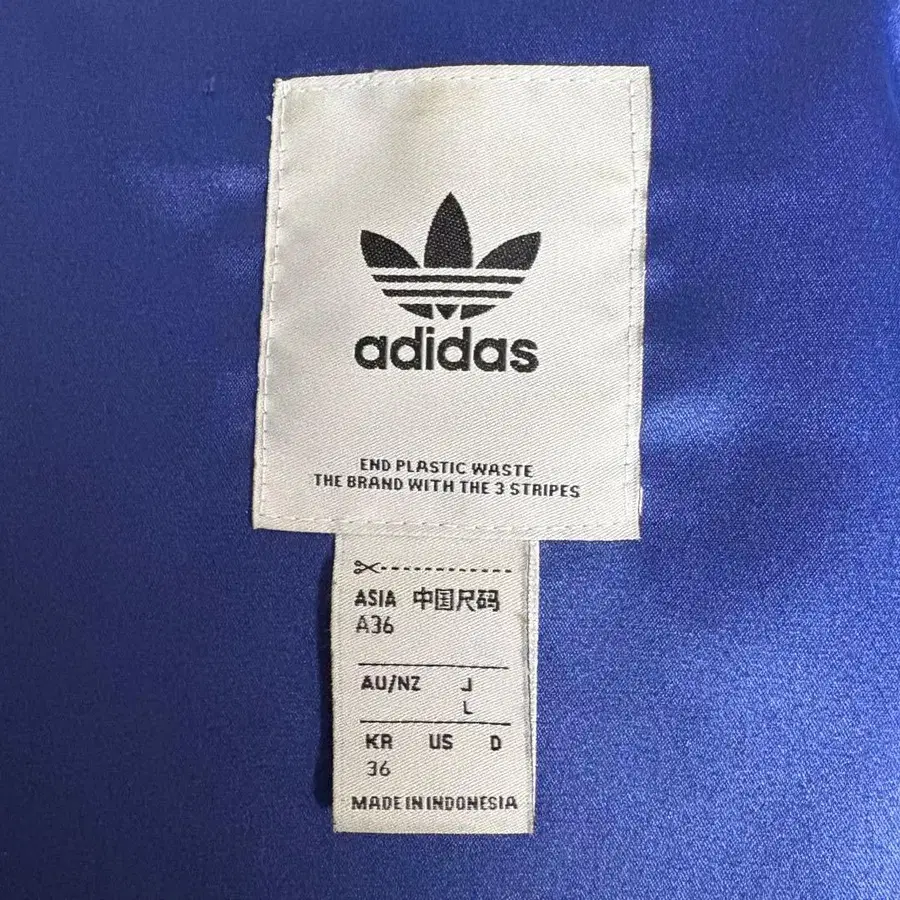 adidas
END PLASTIC WASTE
THE BRAND WITH THE 3 STRIPES
ASIA 中国尺码
A36
AU/NZ J
L
KR US D
36
MADE IN INDONESIA